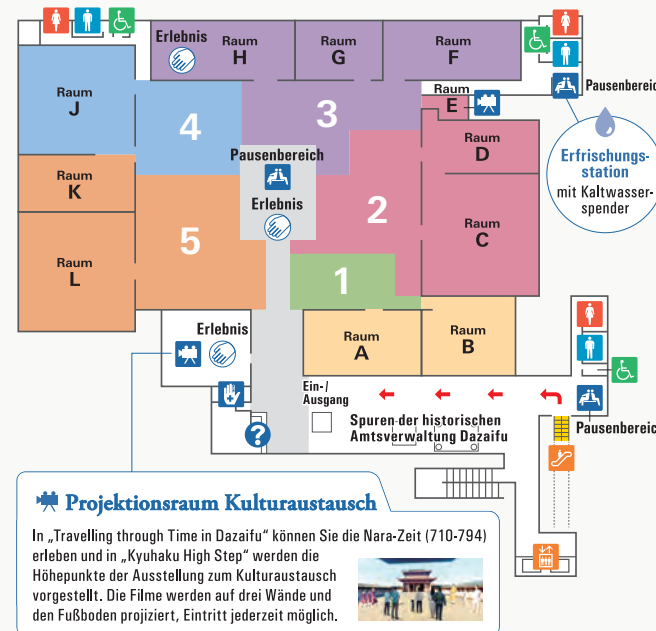 Erlebnis
Raum
H
Raum
G
Raum
F
Raum
J
4
3
Raum
E
Pausenbereich
Raum
D
Erfrischungs-
station
mit Kaltwasser-
spender
Pausenbereich
Erlebnis
Raum
K
2
Raum
C
5
Raum
L
1
Erlebnis
Raum
A
Raum
B
Ein-/
Ausgang
Spuren der historischen
Amtsverwaltung Dazaifu
Pausenbereich
?
Projektionsraum Kulturaustausch
In „Travelling through Time in Dazaifu“ können Sie die Nara-Zeit (710-794)
erleben und in „Kyuhaku High Step“ werden die
Höhepunkte der Ausstellung zum Kulturaustausch
vorgestellt. Die Filme werden auf drei Wände und
den Fußboden projiziert, Eintritt jederzeit möglich.